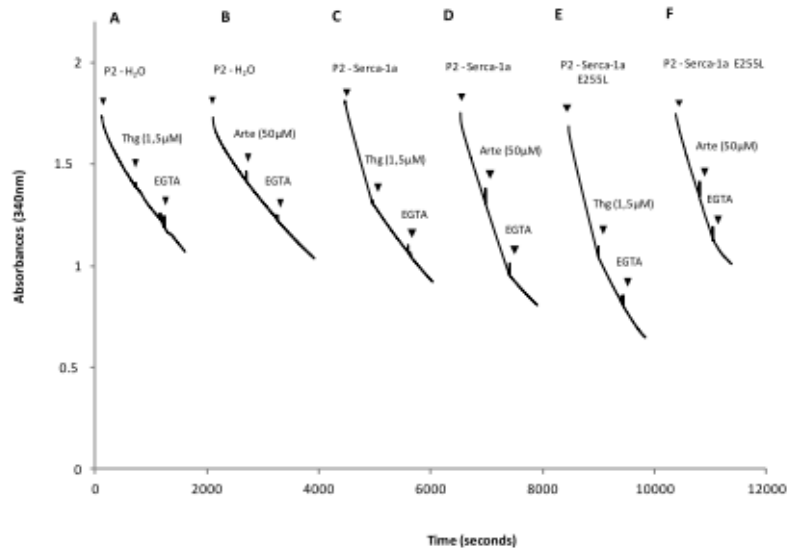 A B C D E F
P2 - H₂O
P2 - H₂O
P2 - Serca-1a
P2 - Serca-1a
P2 - Serca-1a
E255L
P2 - Serca-1a E255L
Thg (1,5µM)
EGTA
Arte (50µM)
EGTA
Thg (1,5µM)
EGTA
Arte (50µM)
EGTA
Thg (1,5µM)
EGTA
Arte (50µM)
EGTA
Absorbances (340nm)
2
1.5
1
0.5
0
0 2000 4000 6000 8000 10000 12000
Time (seconds)